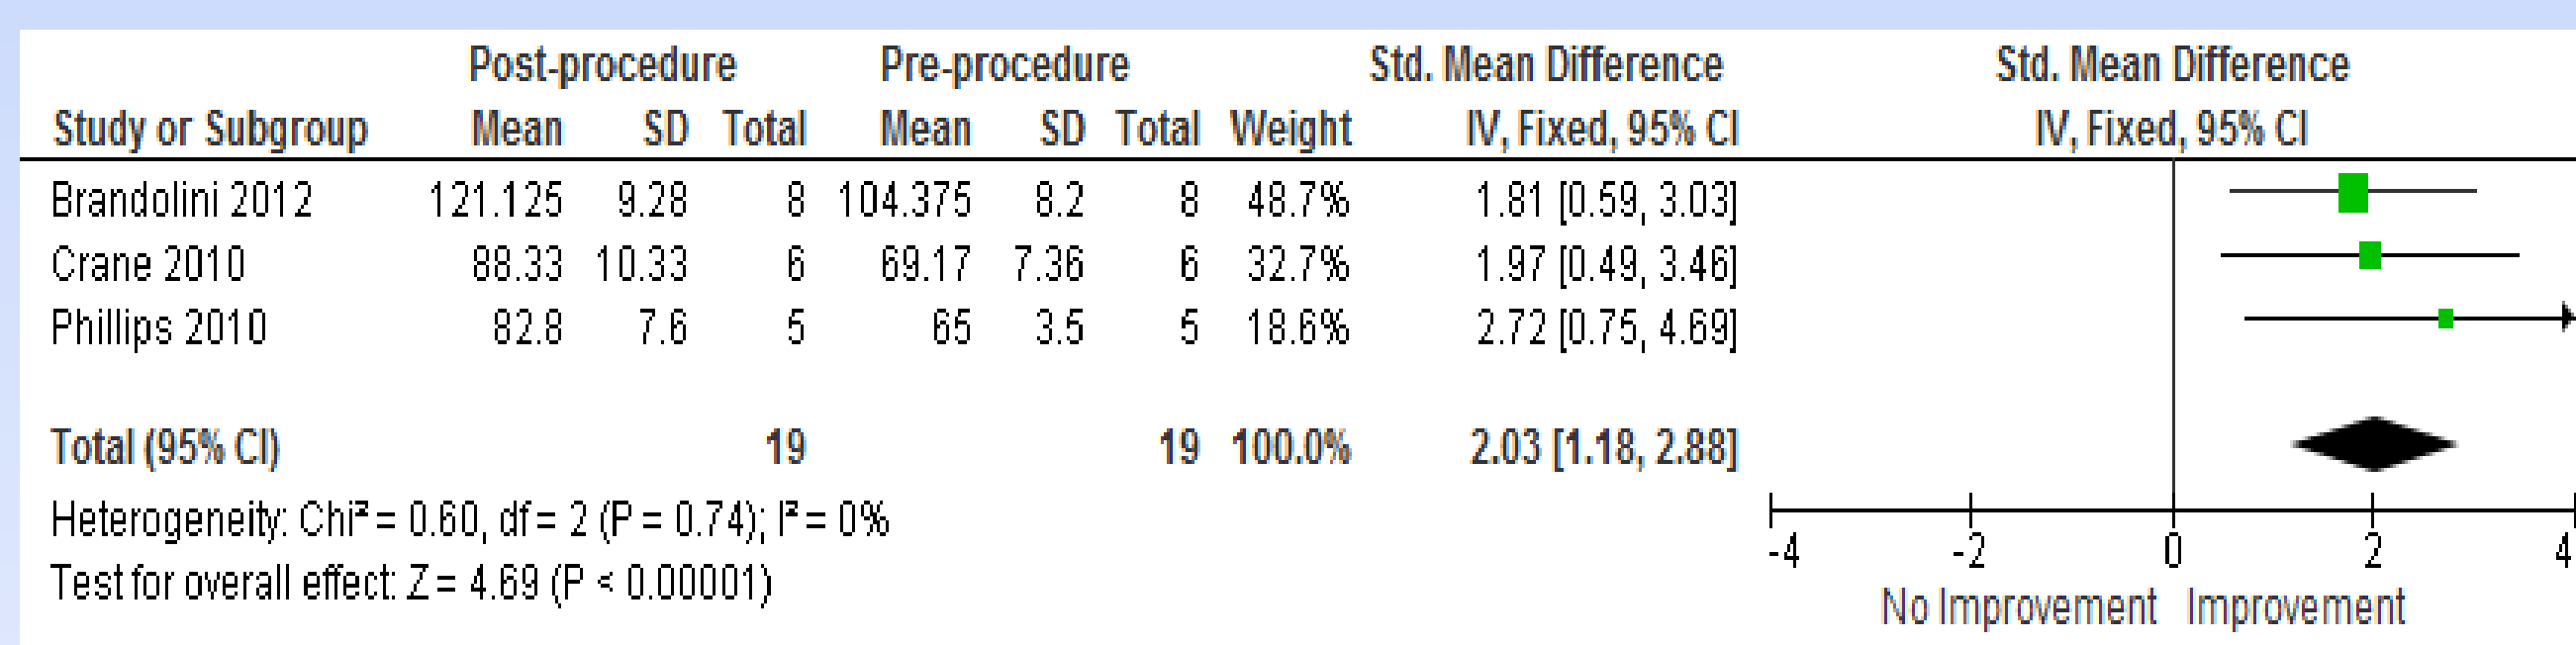 Post-procedure Pre-procedure Std. Mean Difference Std. Mean Difference
Study or Subgroup Mean SD Total Mean SD Total Weight IV, Fixed, 95% CI IV, Fixed, 95% CI
Brandolini 2012 121.125 9.28 8 104.375 8.2 8 48.7% 1.81 [0.59, 3.03]
Crane 2010 88.33 10.33 6 69.17 7.36 6 32.7% 1.97 [0.49, 3.46]
Phillips 2010 82.8 7.6 5 65 3.5 5 18.6% 2.72 [0.75, 4.69]
Total (95% CI) 19 19 100.0% 2.03 [1.18, 2.88]
Heterogeneity: Chi² = 0.60, df = 2 (P = 0.74); I² = 0%
Test for overall effect: Z = 4.69 (P < 0.00001)
-4 -2 0 2 4
No Improvement Improvement